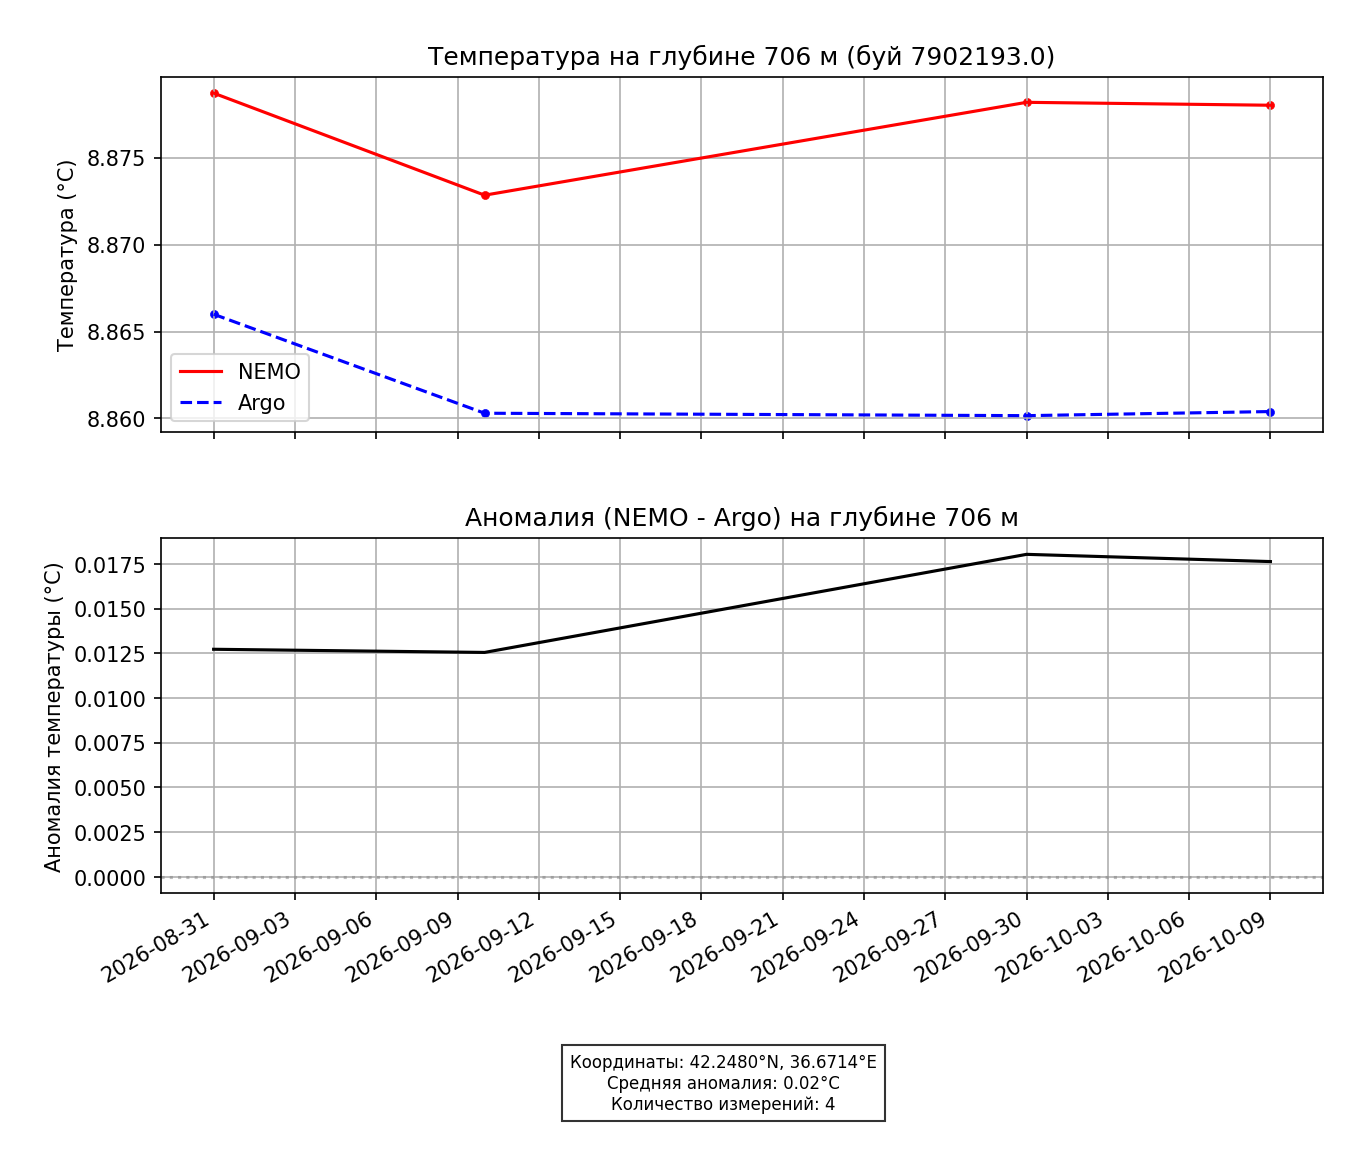 Температура на глубине 706 м (буй 7902193.0)
Температура (°C)
8.875
8.870
8.865
8.860
NEMO
Argo
Аномалия (NEMO - Argo) на глубине 706 м
Аномалия температуры (°C)
0.0175
0.0150
0.0125
0.0100
0.0075
0.0050
0.0025
0.0000
2026-08-31
2026-09-03
2026-09-06
2026-09-09
2026-09-12
2026-09-15
2026-09-18
2026-09-21
2026-09-24
2026-09-27
2026-09-30
2026-10-03
2026-10-06
2026-10-09
Координаты: 42.2480°N, 36.6714°E
Средняя аномалия: 0.02°C
Количество измерений: 4